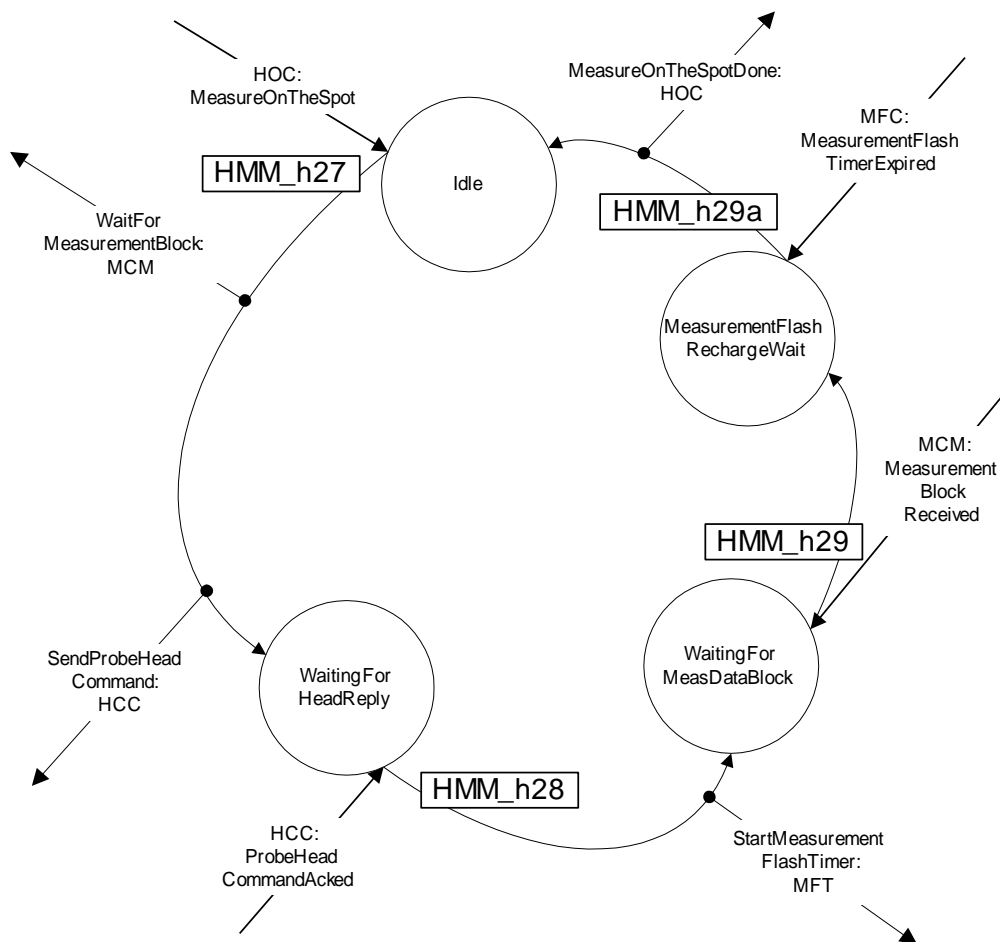 HOC:
MeasureOnTheSpot
MeasureOnTheSpotDone:
HOC
MFC:
MeasurementFlash
TimerExpired
HMM_h27
Idle
HMM_h29a
WaitFor
MeasurementBlock:
MCM
MeasurementFlash
RechargeWait
MCM:
Measurement
Block
Received
HMM_h29
SendProbeHead
Command:
HCC
WaitingFor
HeadReply
WaitingFor
MeasDataBlock
HMM_h28
HCC:
ProbeHead
CommandAcked
StartMeasurement
FlashTimer:
MFT